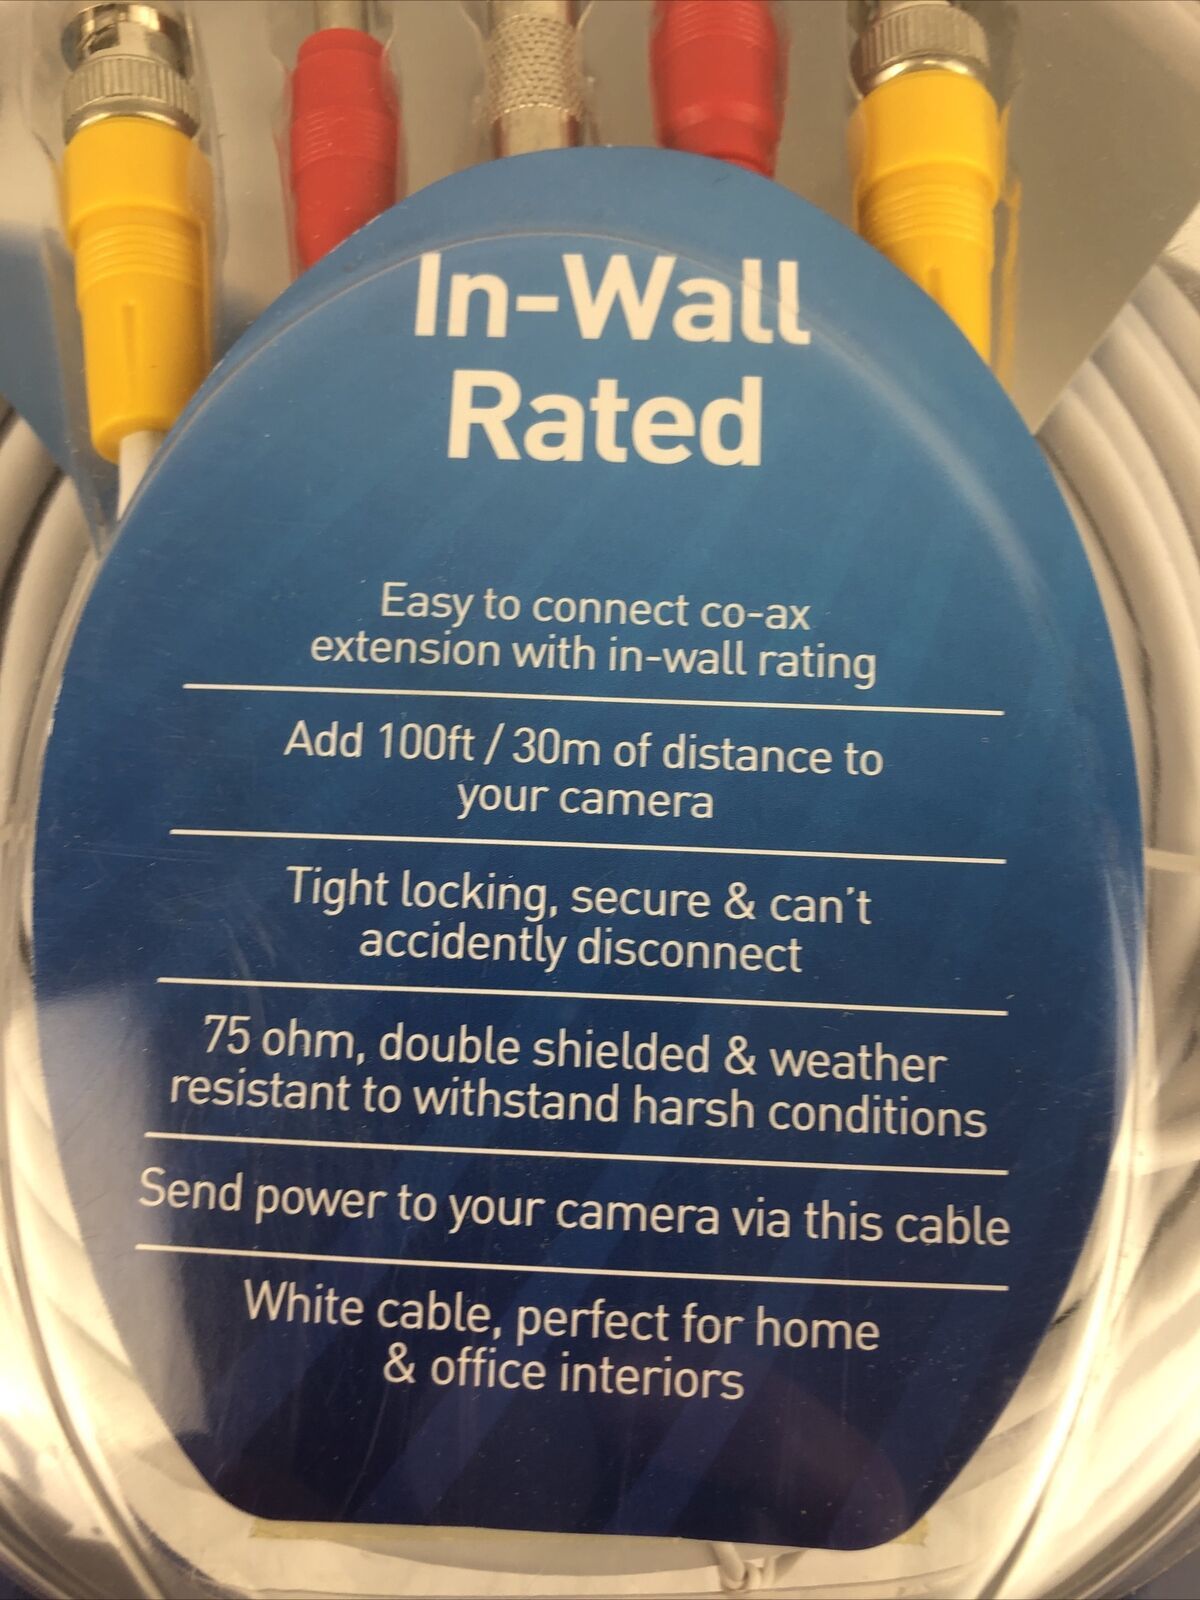 In-Wall
Rated
Easy to connect co-ax
extension with in-wall rating
Add 100ft / 30m of distance to
your camera
Tight locking, secure & can't
accidently disconnect
75 ohm, double shielded & weather
resistant to withstand harsh conditions
Send power to your camera via this cable
White cable, perfect for home
& office interiors